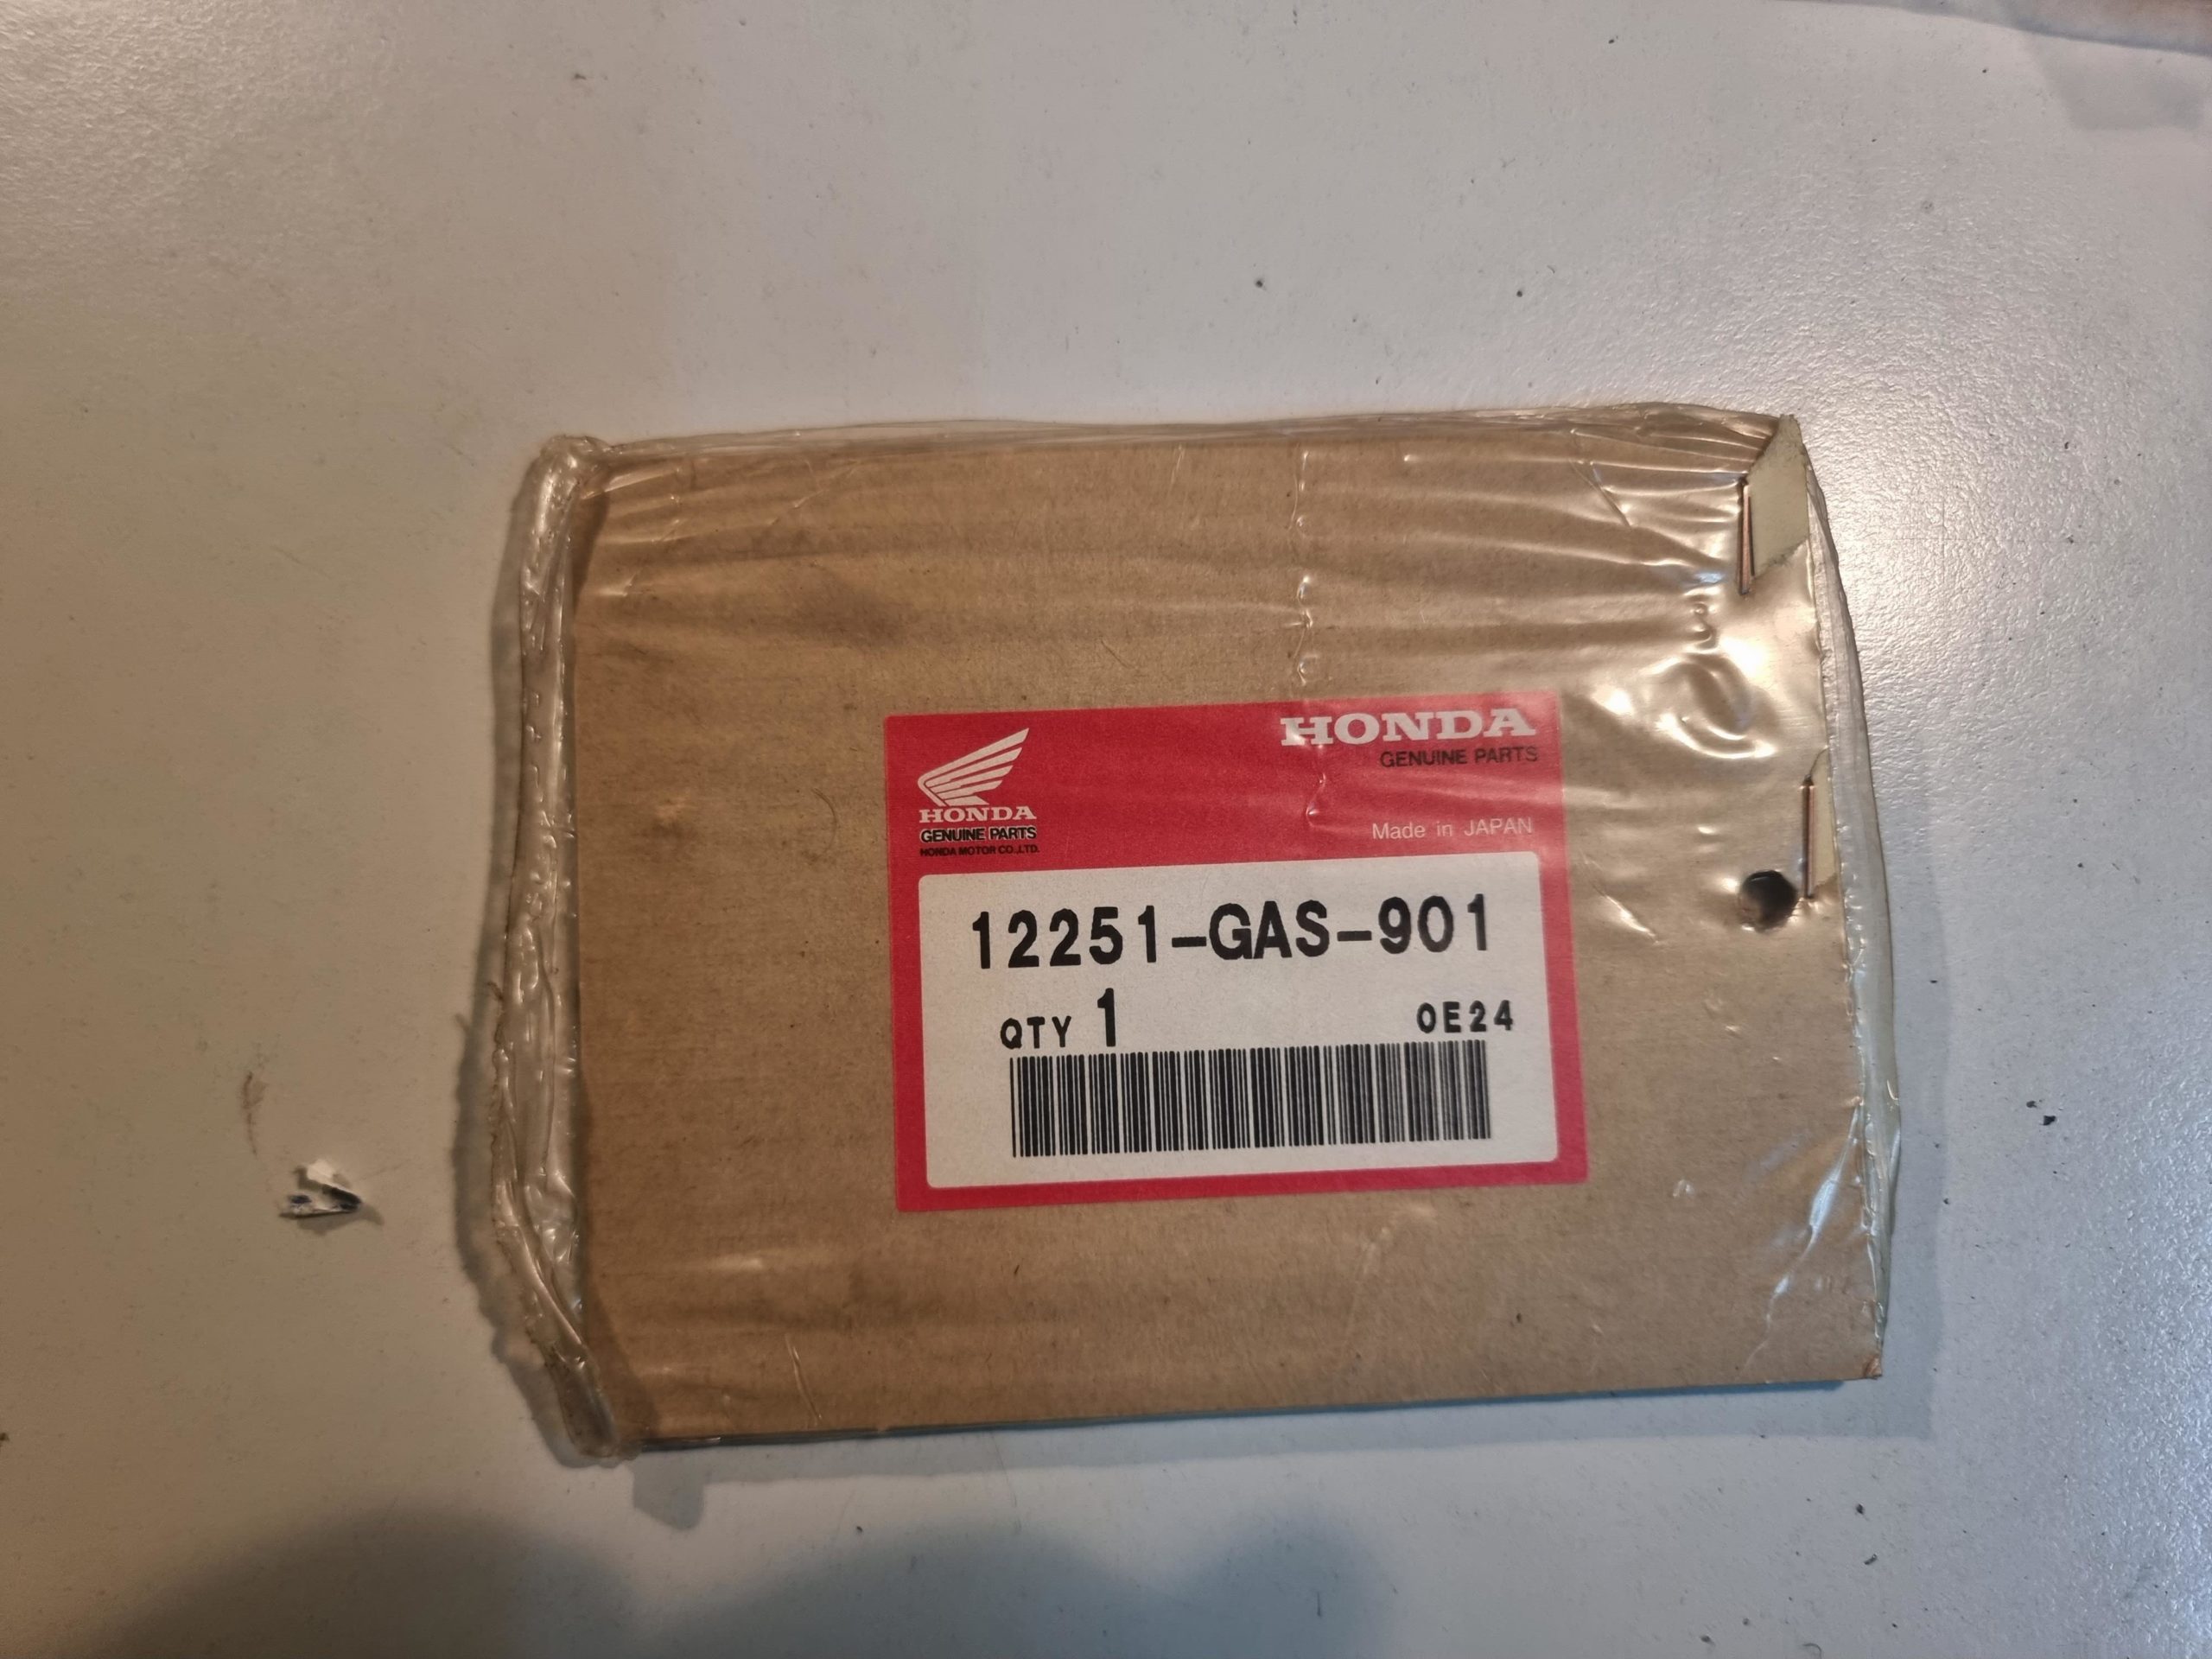 HONDA
GENUINE PARTS
HONDA
GENUINE PARTS
HONDA MOTOR CO.,LTD.
Made in JAPAN
12251-GAS-901
QTY 1
0E24